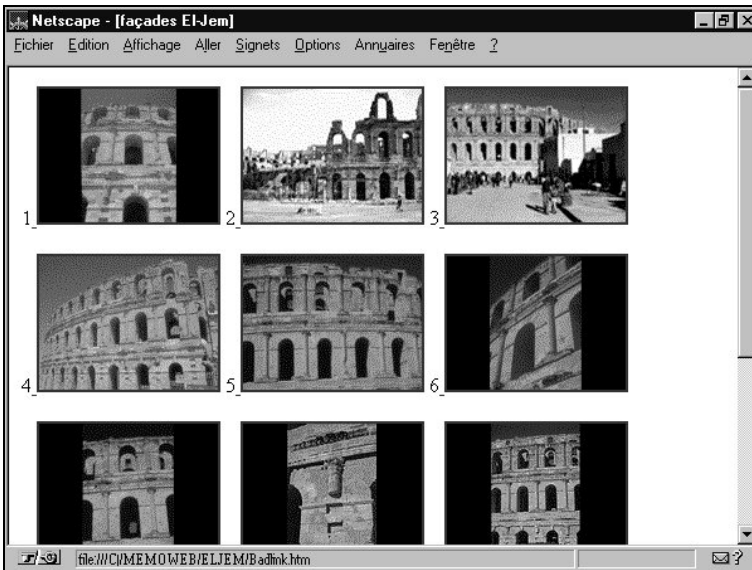 Netscape - [façades El-Jem]
Fichier Edition Affichage Aller Signets Options Annuaires Fenêtre ?
1 2 3
4 5 6
file:///C|/MEMOWEB/ELJEM/Badlink.htm
?